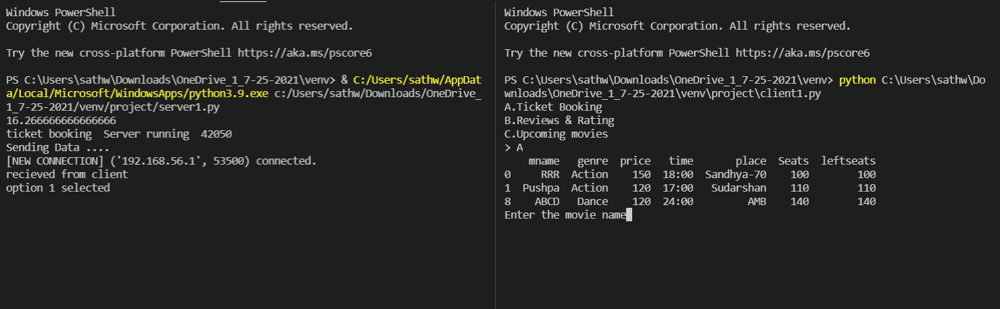 Windows PowerShell
Copyright (C) Microsoft Corporation. All rights reserved.
Try the new cross-platform PowerShell https://aka.ms/pscore6
PS C:\Users\sathw\Downloads\OneDrive_1_7-25-2021\venv> & C:/Users/sathw/AppDat
a/Local/Microsoft/WindowsApps/python3.9.exe c:/Users/sathw/Downloads/OneDrive_
1_7-25-2021/venv/project/server1.py
16.266666666666666
ticket booking  Server running  42050
Sending Data ....
[NEW CONNECTION] ('192.168.56.1', 53500) connected.
recieved from client
option 1 selected
Windows PowerShell
Copyright (C) Microsoft Corporation. All rights reserved.
Try the new cross-platform PowerShell https://aka.ms/pscore6
PS C:\Users\sathw\Downloads\OneDrive_1_7-25-2021\venv> python C:\Users\sathw\Do
wnloads\OneDrive_1_7-25-2021\venv\project\client1.py
A.Ticket Booking
B.Reviews & Rating
C.Upcoming movies
> A
    mname   genre  price   time       place  Seats  leftseats
0     RRR  Action    150  18:00  Sandhya-70    100        100
1  Pushpa  Action    120  17:00   Sudarshan    110        110
8    ABCD   Dance    120  24:00         AMB    140        140
Enter the movie name